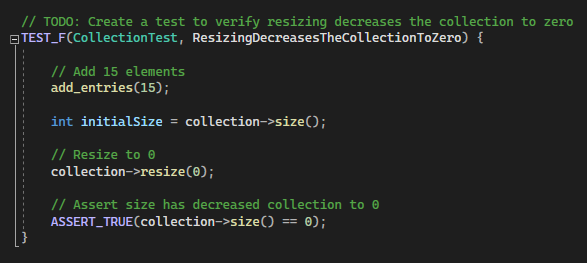 // TODO: Create a test to verify resizing decreases the collection to zero
TEST_F(CollectionTest, ResizingDecreasesTheCollectionToZero) {
// Add 15 elements
add_entries(15);
int initialSize = collection->size();
// Resize to 0
collection->resize(0);
// Assert size has decreased collection to 0
ASSERT_TRUE(collection->size() == 0);
}